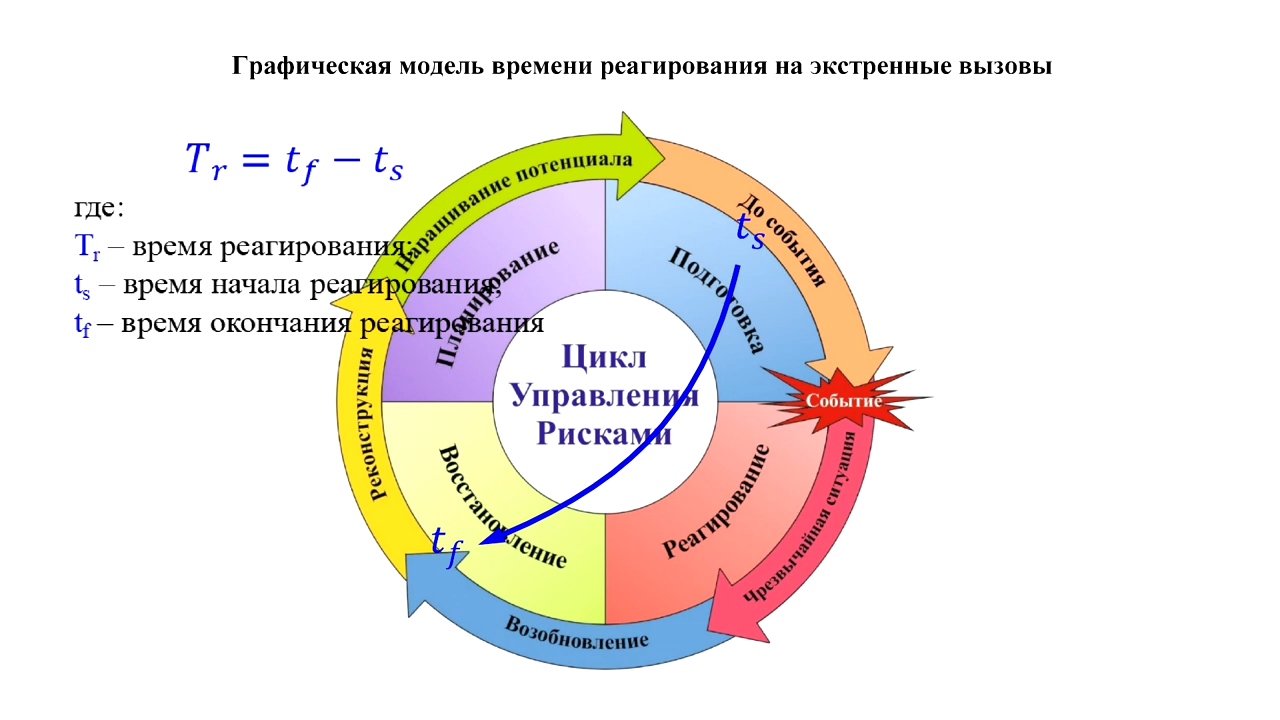 Графическая модель времени реагирования на экстренные вызовы
T_r = t_f − t_s
где:
T_r – время реагирования;
t_s – время начала реагирования;
t_f – время окончания реагирования
Наращивание потенциала
До события
t_s
Планирование
Подготовка
Цикл
Управления
Рисками
Событие
Реконструкция
Чрезвычайная ситуация
Восстановление
Реагирование
t_f
Возобновление